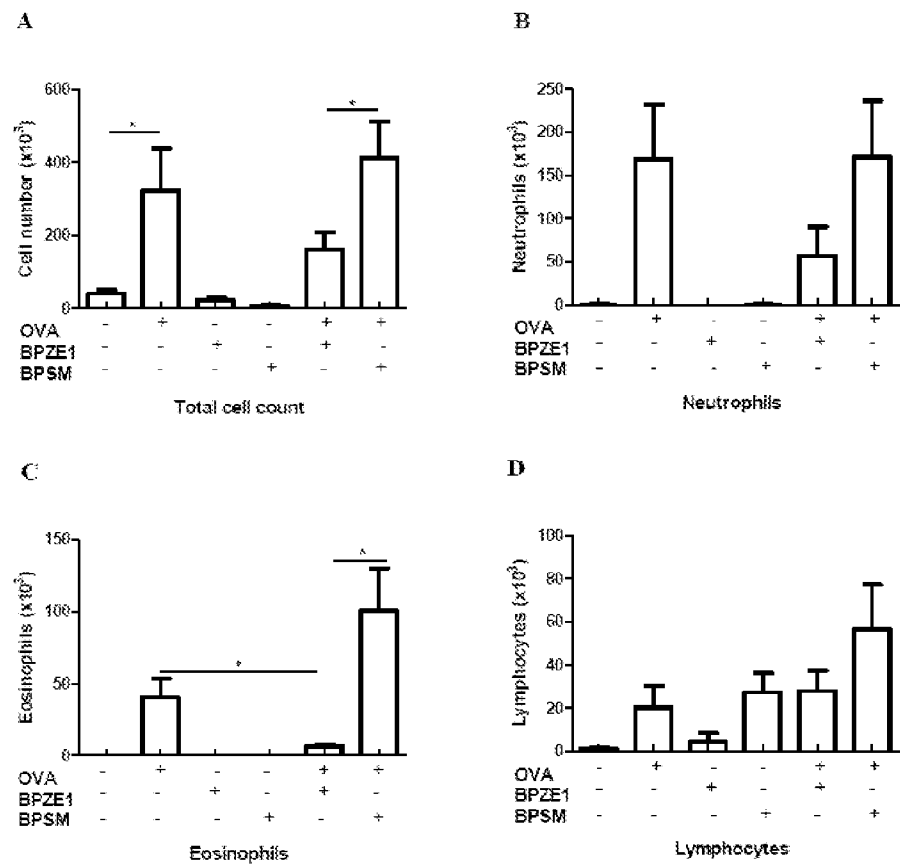 A
Cell number (x10³)
600
*
*
400
200
0
OVA - + - - + +
BPZE1 - - + - + -
BPSM - - - + - +
Total cell count
B
Neutrophils (x10³)
250
200
150
100
50
0
OVA - + - - + +
BPZE1 - - + - + -
BPSM - - - + - +
Neutrophils
C
Eosinophils (x10³)
150
*
100
*
50
0
OVA - + - - + +
BPZE1 - - + - + -
BPSM - - - + - +
Eosinophils
D
Lymphocytes (x10³)
100
80
60
40
20
0
OVA - + - - + +
BPZE1 - - + - + -
BPSM - - - + - +
Lymphocytes